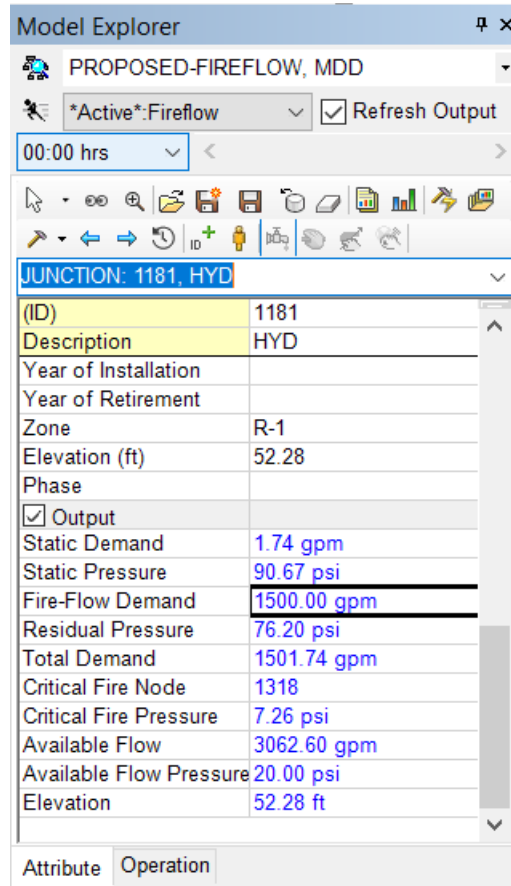 Model Explorer
PROPOSED-FIREFLOW, MDD
*Active*:Fireflow Refresh Output
00:00 hrs
ID
JUNCTION: 1181, HYD
(ID) 1181
Description HYD
Year of Installation
Year of Retirement
Zone R-1
Elevation (ft) 52.28
Phase
Output
Static Demand 1.74 gpm
Static Pressure 90.67 psi
Fire-Flow Demand 1500.00 gpm
Residual Pressure 76.20 psi
Total Demand 1501.74 gpm
Critical Fire Node 1318
Critical Fire Pressure 7.26 psi
Available Flow 3062.60 gpm
Available Flow Pressure 20.00 psi
Elevation 52.28 ft
Attribute Operation